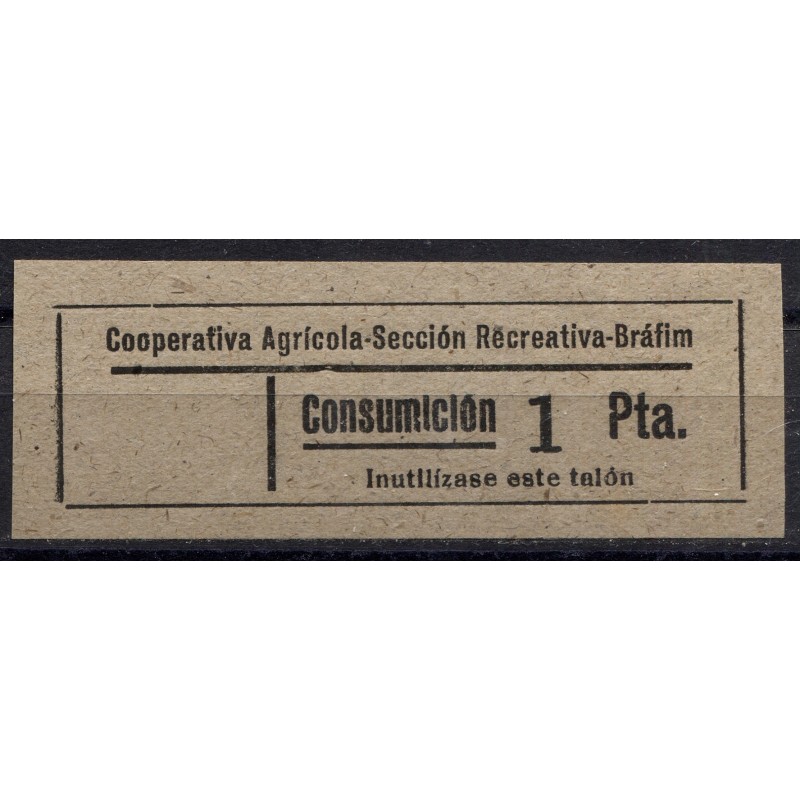 Cooperativa Agrícola-Sección Recreativa-Bráfim
Consumición 1 Pta.
Inutilízase este talón